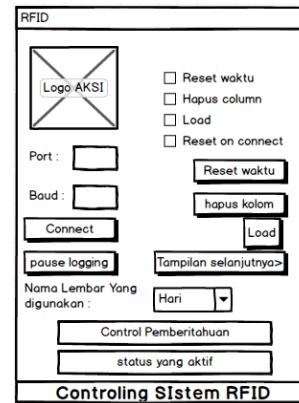 RFID
Logo AKSI
Reset waktu
Hapus column
Load
Reset on connect
Port :
Reset waktu
Baud :
hapus kolom
Connect
Load
pause logging
Tampilan selanjutnya>
Nama Lembar Yang
digunakan :
Hari
Control Pemberitahuan
status yang aktif
Controling SIstem RFID